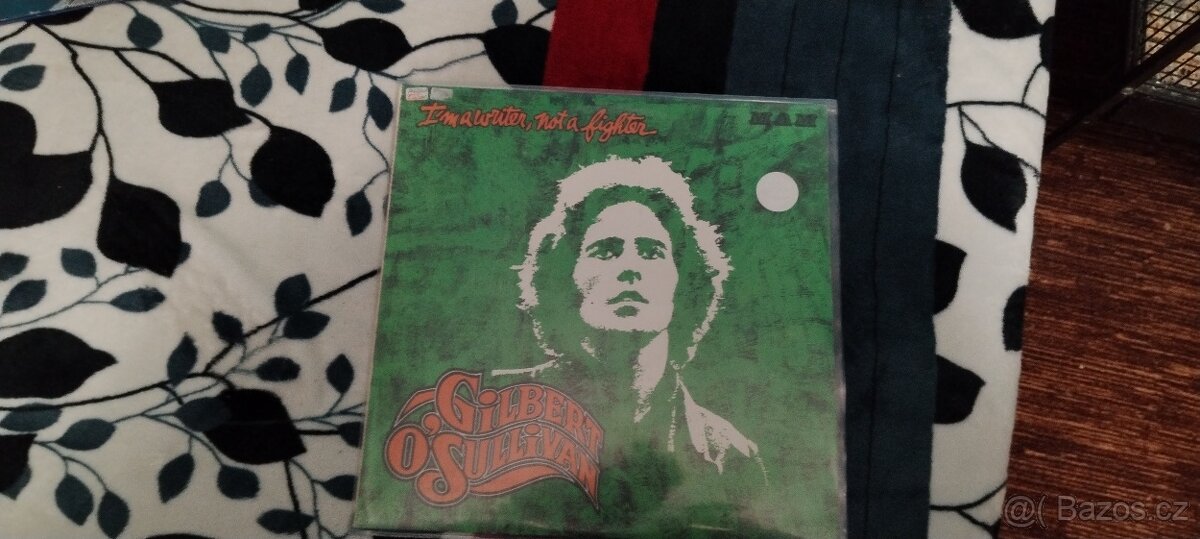 I'm a writer, not a fighter
MAM
GILBERT
O'SULLIVAN
@( Bazos.cz